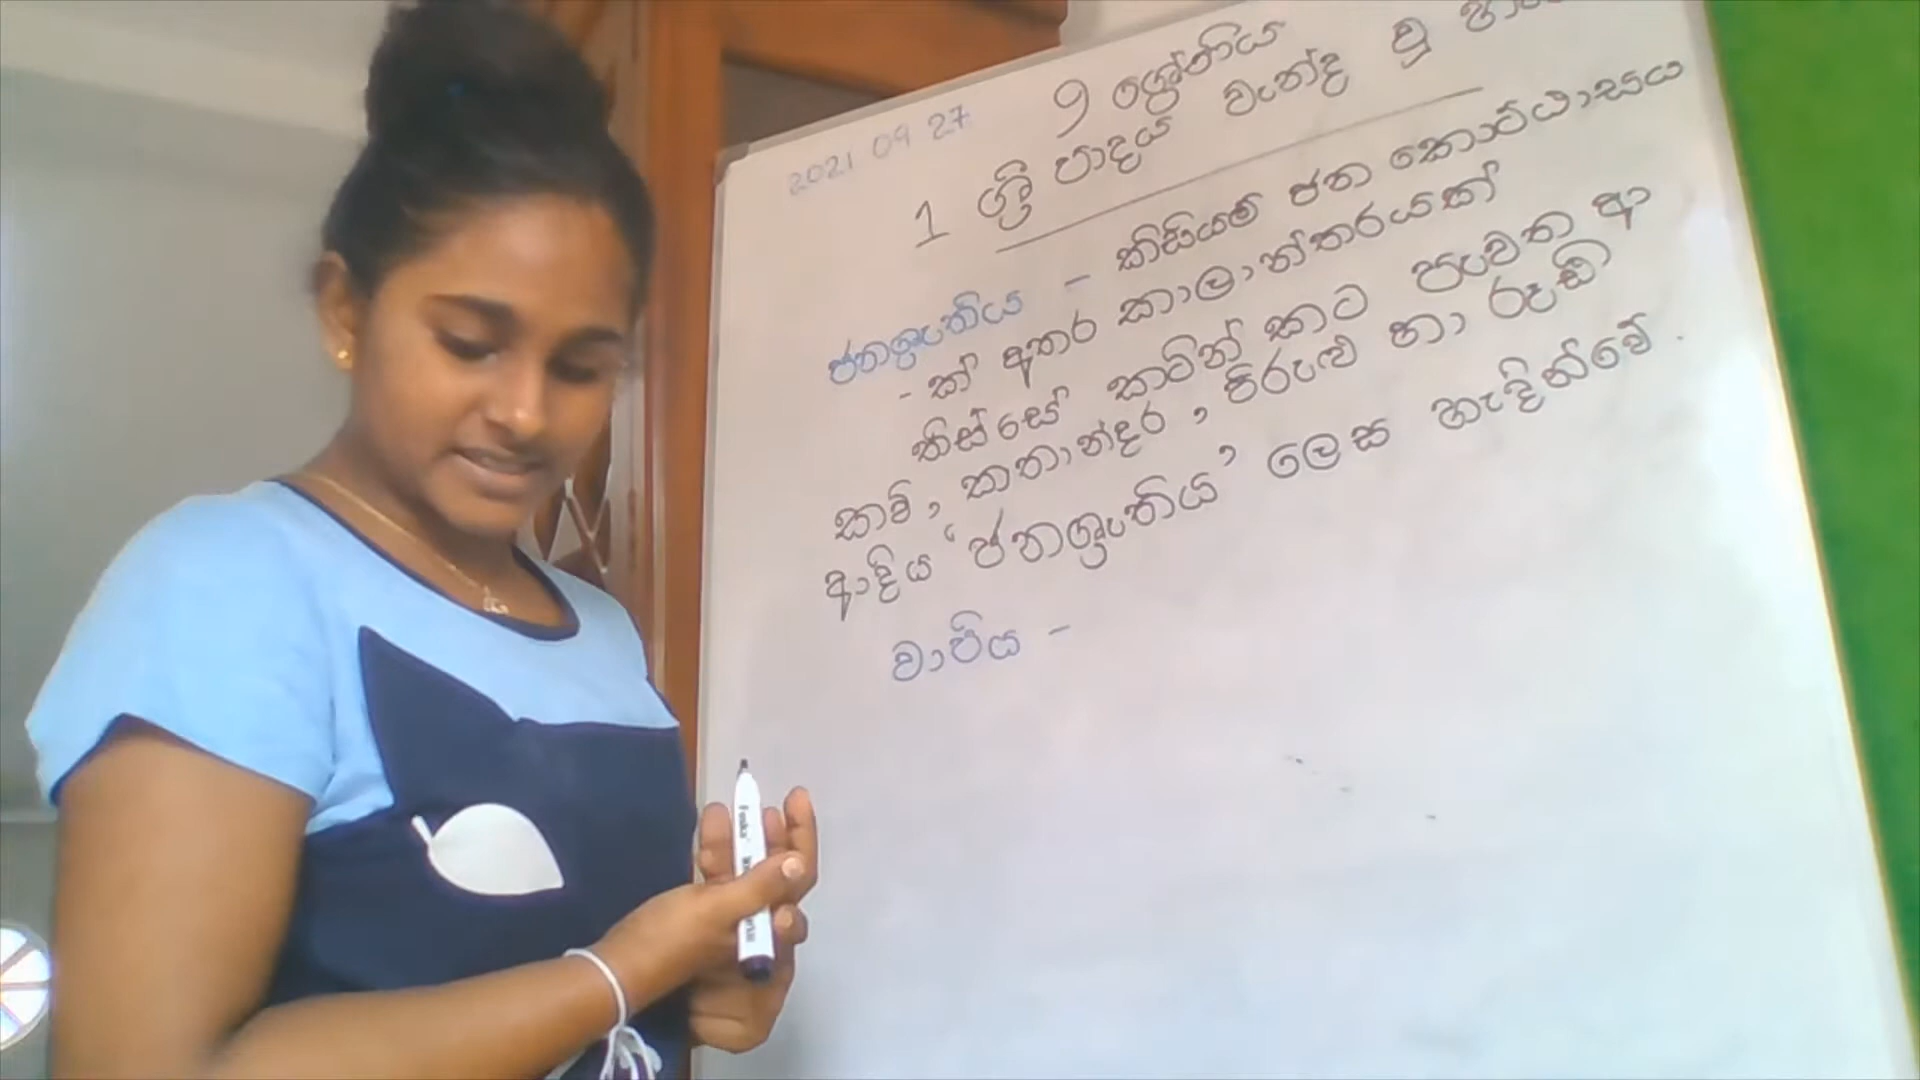 2021 09 27
9 ශ්‍රේණිය
1 ශ්‍රී පාදය වැන්ද වූ
ජනශ්‍රැතිය - කිසියම් ජන කොට්ඨාසය
- ක් අතර කාලාන්තරයක්
තිස්සේ කටින් කට පැවත ආ
කවි, කතාන්දර, පිරුළු හා රූඩි
ආදිය ‘ජනශ්‍රැතිය’ ලෙස හැදින්වේ.
වාපිය -